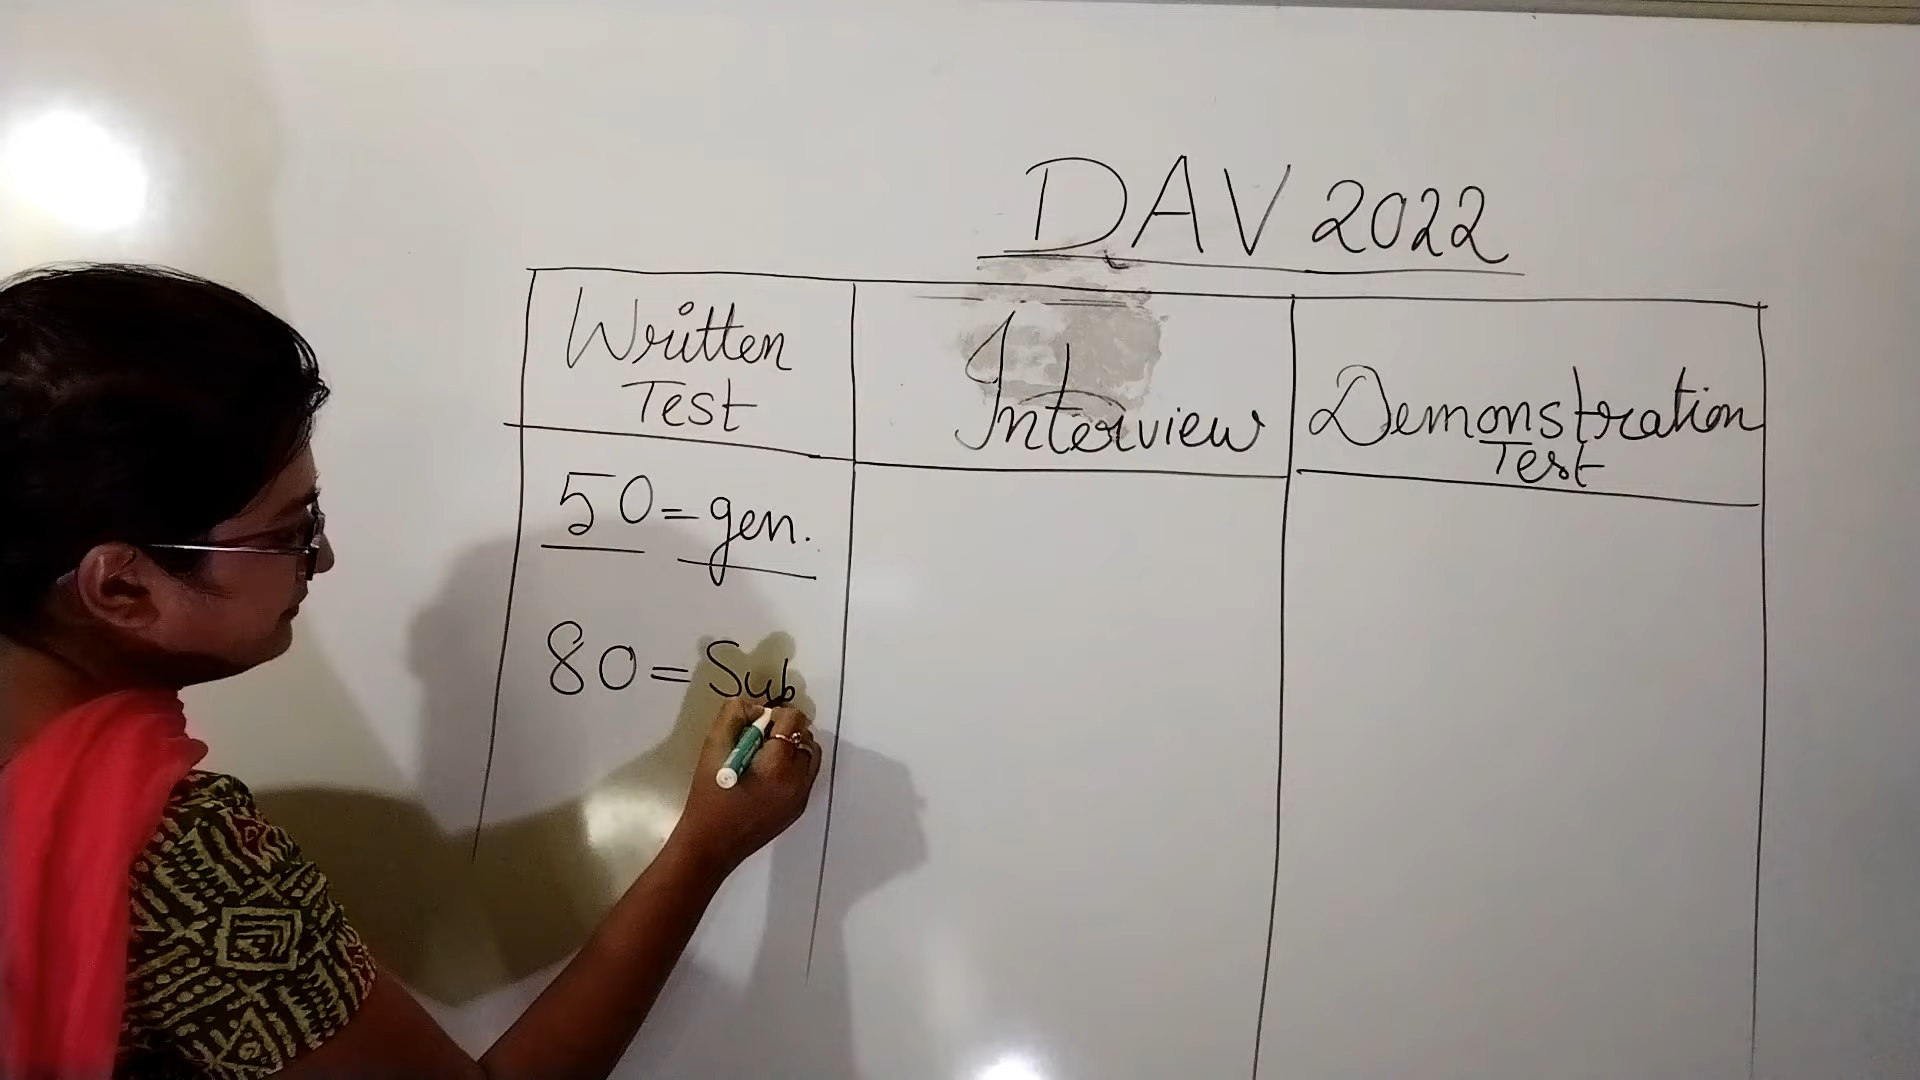 DAV 2022
Written
Test
Interview
Demonstration
Test
50 = gen.
80 = Sub